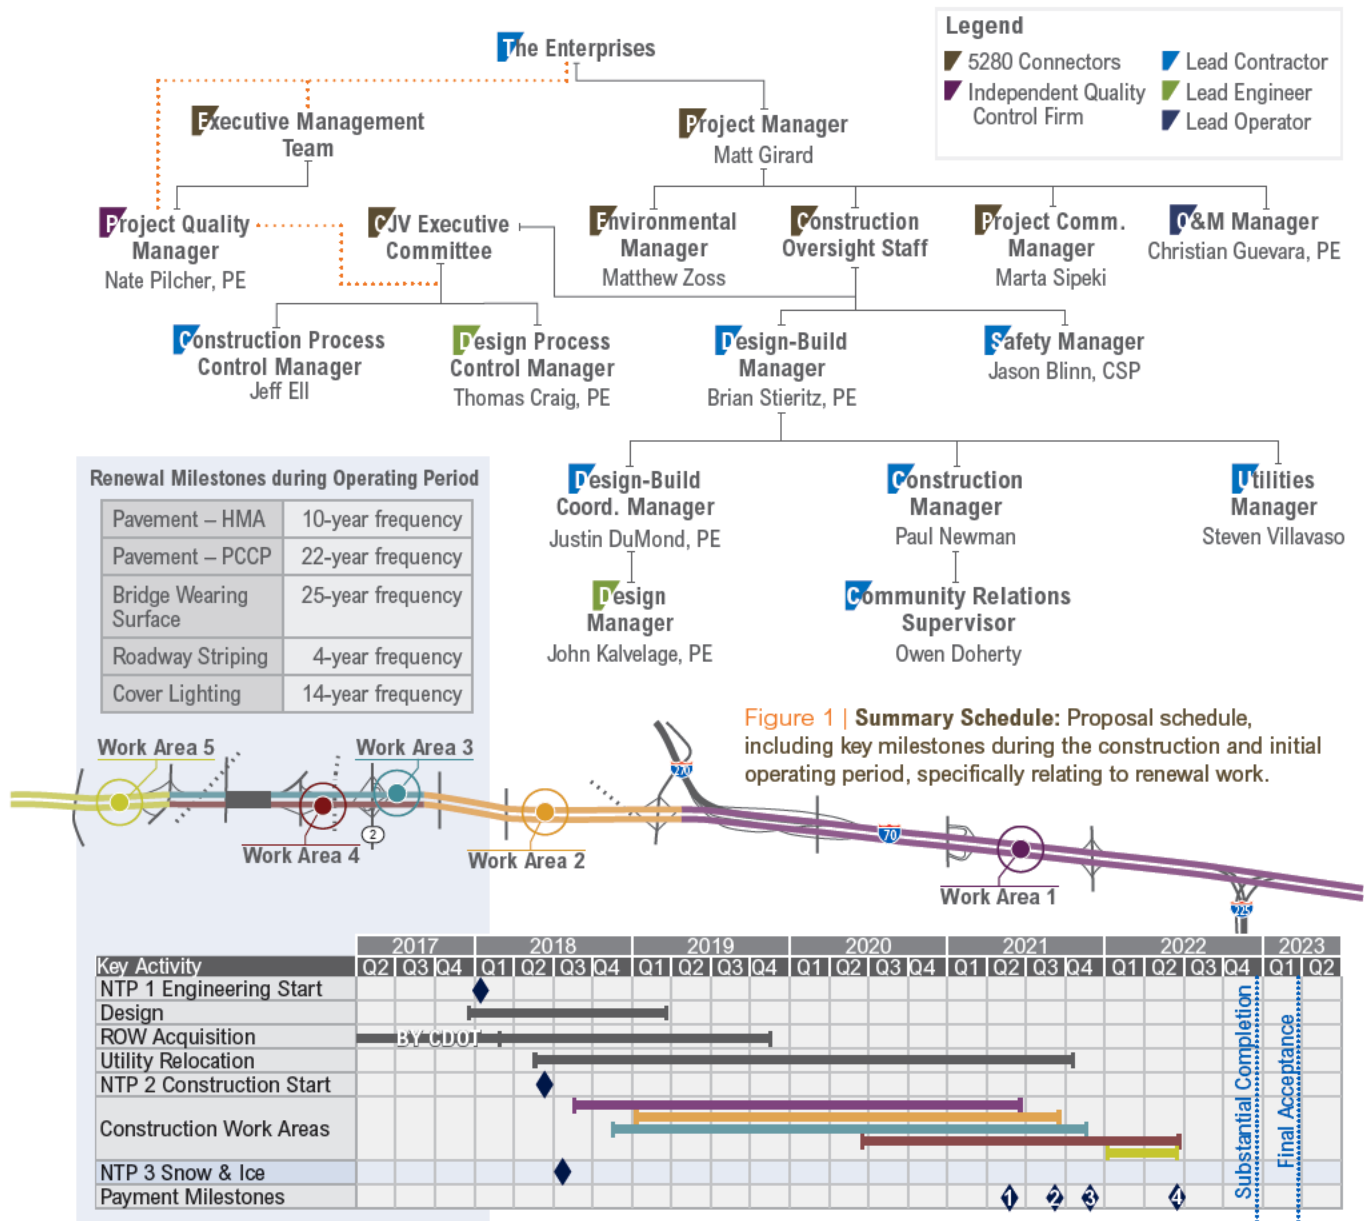 Legend
5280 Connectors
Independent Quality
Control Firm
Lead Contractor
Lead Engineer
Lead Operator
The Enterprises
Executive Management
Team
Project Manager
Matt Girard
Project Quality
Manager
Nate Pilcher, PE
CJV Executive
Committee
Environmental
Manager
Matthew Zoss
Construction
Oversight Staff
Project Comm.
Manager
Marta Sipeki
O&M Manager
Christian Guevara, PE
Construction Process
Control Manager
Jeff Ell
Design Process
Control Manager
Thomas Craig, PE
Design-Build
Manager
Brian Stieritz, PE
Safety Manager
Jason Blinn, CSP
Design-Build
Coord. Manager
Justin DuMond, PE
Construction
Manager
Paul Newman
Utilities
Manager
Steven Villavaso
Design
Manager
John Kalvelage, PE
Community Relations
Supervisor
Owen Doherty
Renewal Milestones during Operating Period
Pavement – HMA 10-year frequency
Pavement – PCCP 22-year frequency
Bridge Wearing 25-year frequency
Surface
Roadway Striping 4-year frequency
Cover Lighting 14-year frequency
Figure 1 | Summary Schedule: Proposal schedule,
including key milestones during the construction and initial
operating period, specifically relating to renewal work.
Work Area 5
Work Area 3
270
2
70
Work Area 4
Work Area 2
Work Area 1
225
2017 2018 2019 2020 2021 2022 2023
Key Activity Q2 Q3 Q4 Q1 Q2 Q3 Q4 Q1 Q2 Q3 Q4 Q1 Q2 Q3 Q4 Q1 Q2 Q3 Q4 Q1 Q2 Q3 Q4 Q1 Q2
NTP 1 Engineering Start
Design
ROW Acquisition BY CDOT
Utility Relocation
NTP 2 Construction Start
Construction Work Areas
NTP 3 Snow & Ice
Payment Milestones 1 2 3 4
Substantial Completion
Final Acceptance